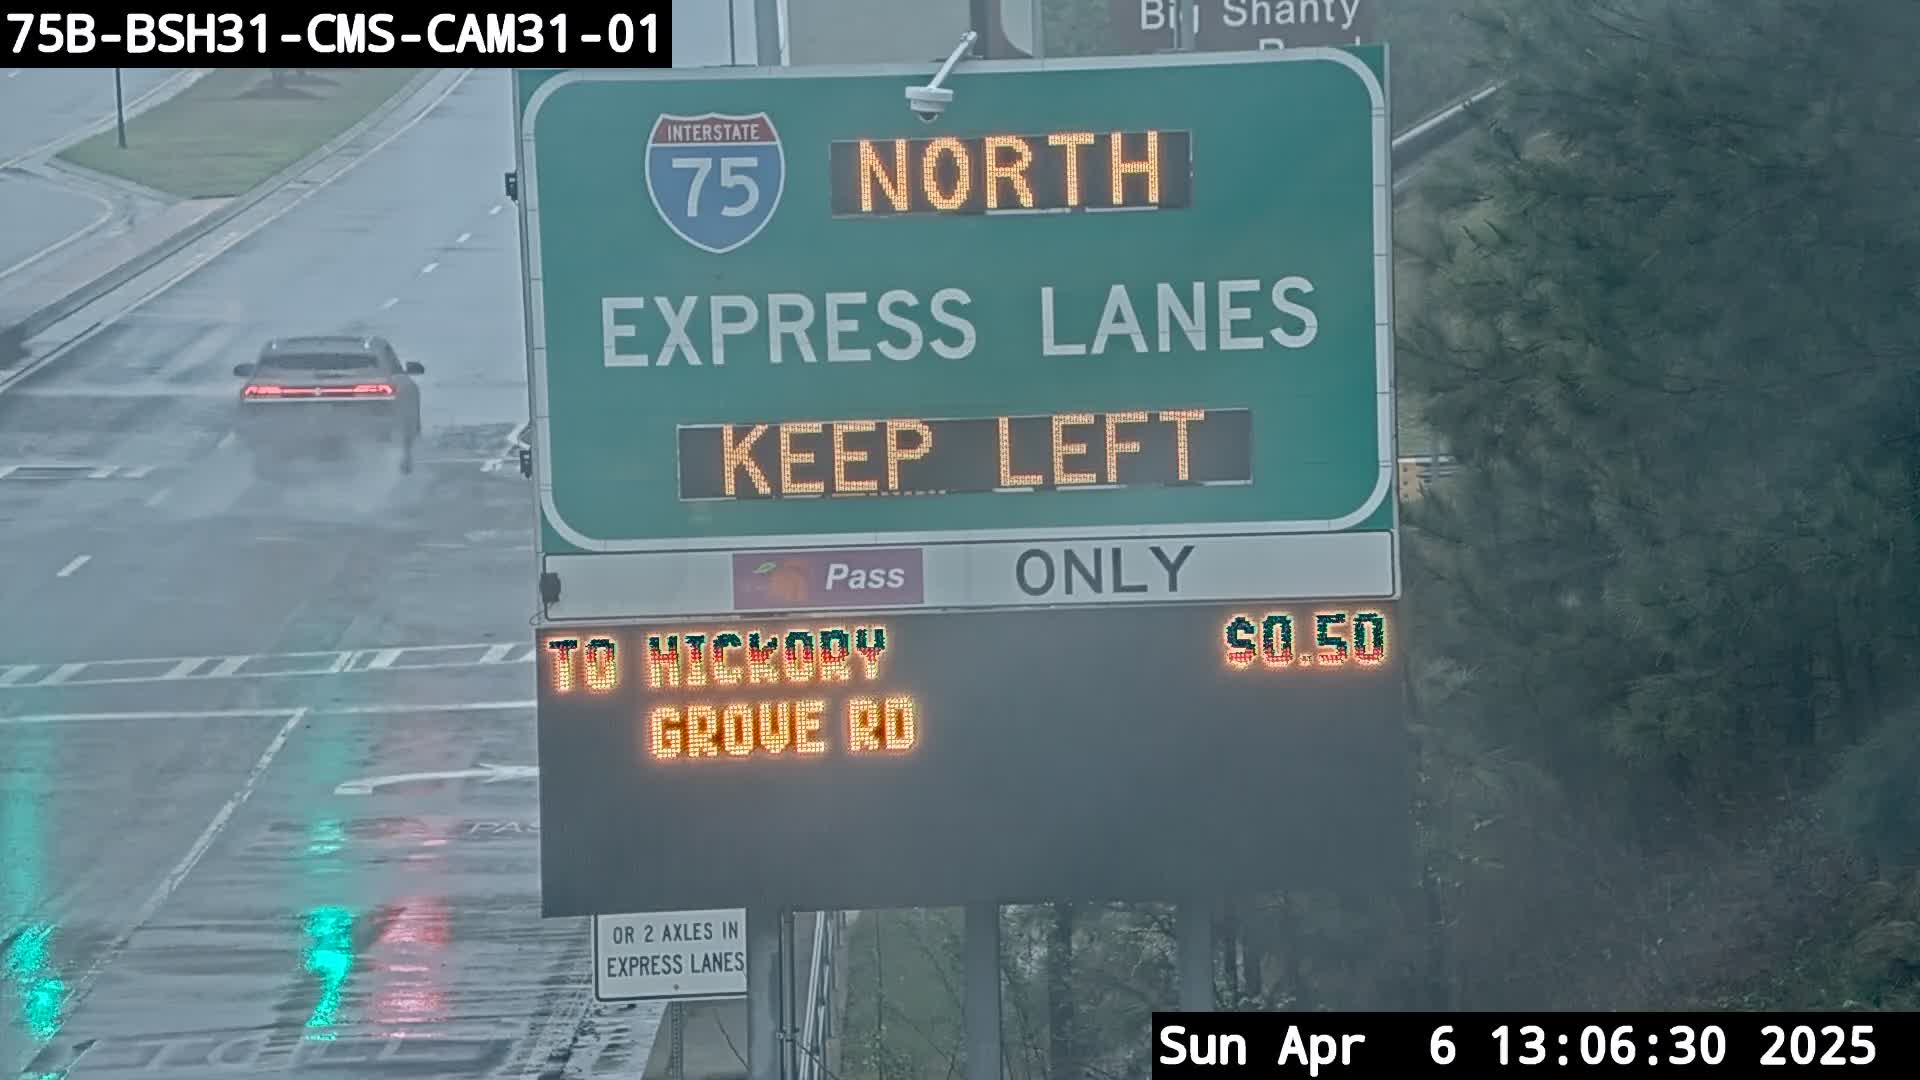 75B-BSH31-CMS-CAM31-01
Big Shanty
INTERSTATE
75
NORTH
EXPRESS LANES
KEEP LEFT
Pass ONLY
TO HICKORY $0.50
GROVE RD
OR 2 AXLES IN
EXPRESS LANES
Sun Apr 6 13:06:30 2025